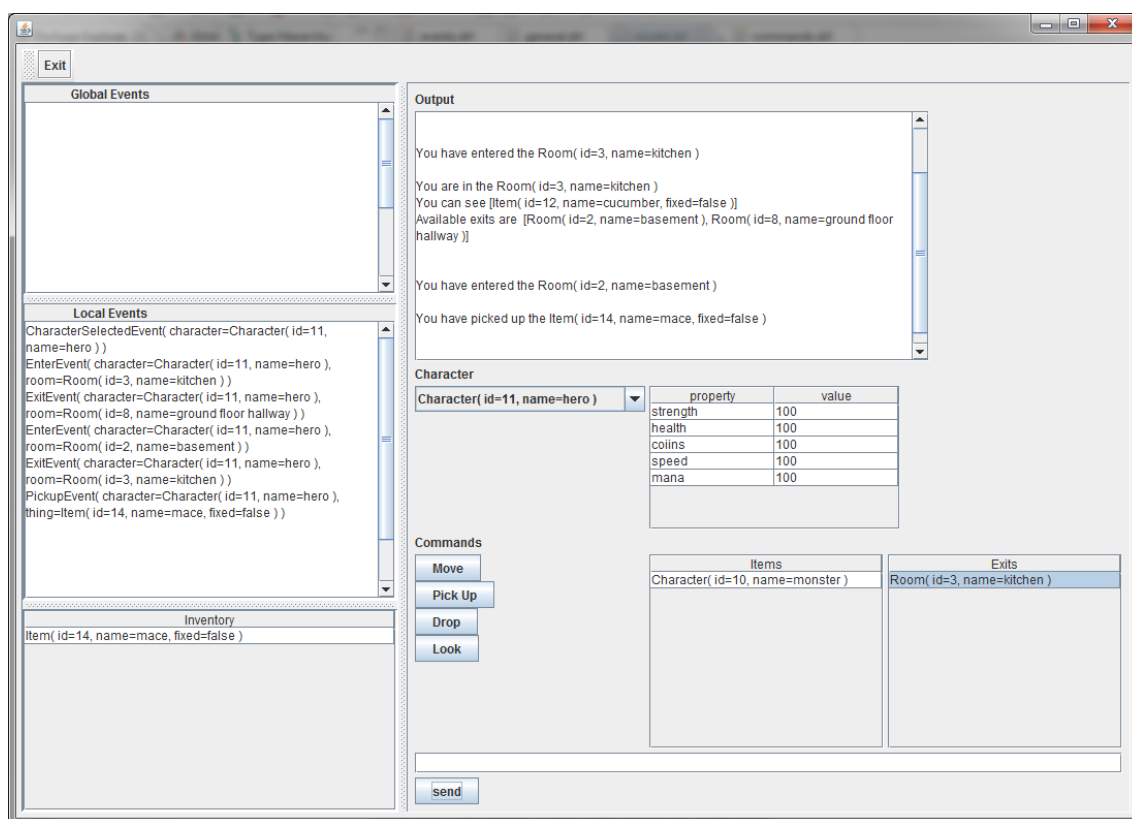 Exit
Global Events
Local Events
CharacterSelectedEvent( character=Character( id=11,
name=hero ) )
EnterEvent( character=Character( id=11, name=hero ),
room=Room( id=3, name=kitchen ) )
ExitEvent( character=Character( id=11, name=hero ),
room=Room( id=8, name=ground floor hallway ) )
EnterEvent( character=Character( id=11, name=hero ),
room=Room( id=2, name=basement ) )
ExitEvent( character=Character( id=11, name=hero ),
room=Room( id=3, name=kitchen ) )
PickupEvent( character=Character( id=11, name=hero ),
thing=Item( id=14, name=mace, fixed=false ) )
Inventory
Item( id=14, name=mace, fixed=false )
Output
You have entered the Room( id=3, name=kitchen )
You are in the Room( id=3, name=kitchen )
You can see [Item( id=12, name=cucumber, fixed=false )]
Available exits are  [Room( id=2, name=basement ), Room( id=8, name=ground floor
hallway )]
You have entered the Room( id=2, name=basement )
You have picked up the Item( id=14, name=mace, fixed=false )
Character
Character( id=11, name=hero )
property value
strength 100
health 100
coiins 100
speed 100
mana 100
Commands
Move
Pick Up
Drop
Look
Items
Character( id=10, name=monster )
Exits
Room( id=3, name=kitchen )
send